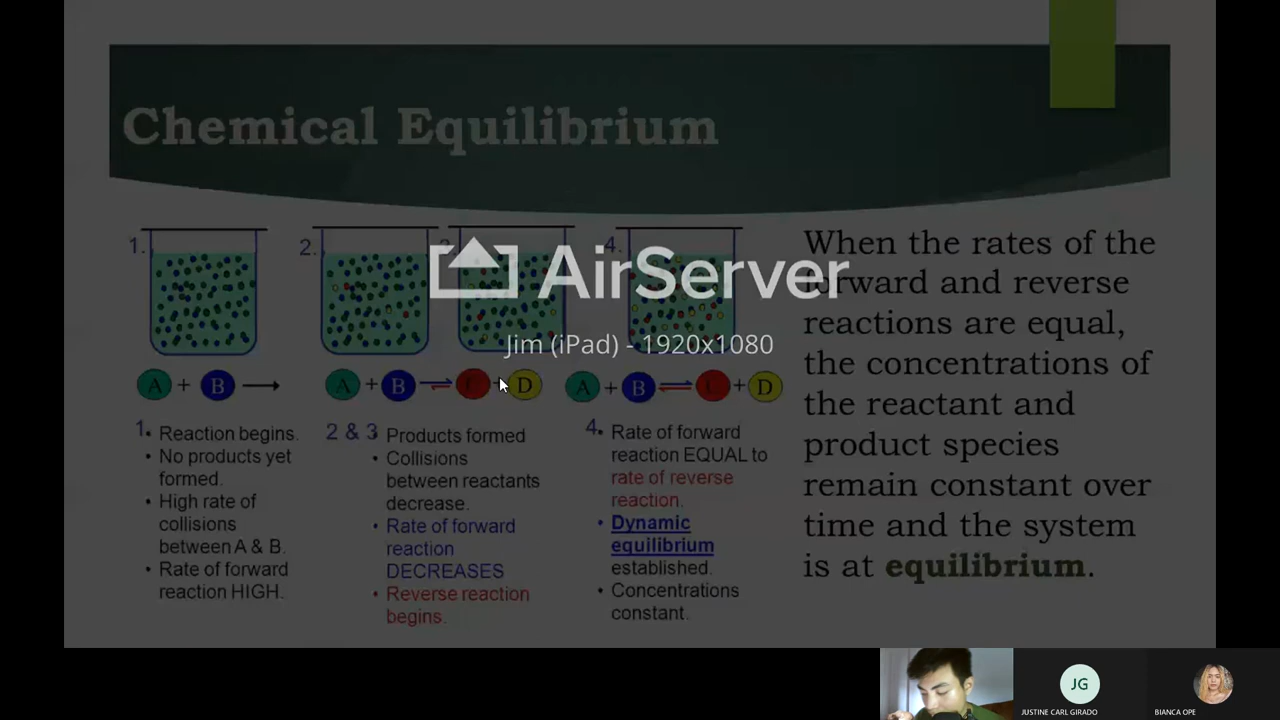 Chemical Equilibrium
1.
2.
3.
4.
AirServer
Jim (iPad) - 1920x1080
A + B
A + B C + D
A + B C + D
1. • Reaction begins.
• No products yet
formed.
• High rate of
collisions
between A & B.
• Rate of forward
reaction HIGH.
2 & 3 • Products formed
• Collisions
between reactants
decrease.
• Rate of forward
reaction
DECREASES
• Reverse reaction
begins.
4. • Rate of forward
reaction EQUAL to
rate of reverse
reaction.
• Dynamic
equilibrium
established.
• Concentrations
constant.
When the rates of the
forward and reverse
reactions are equal,
the concentrations of
the reactant and
product species
remain constant over
time and the system
is at equilibrium.
JG
JUSTINE CARL GIRADO
BIANCA OPE